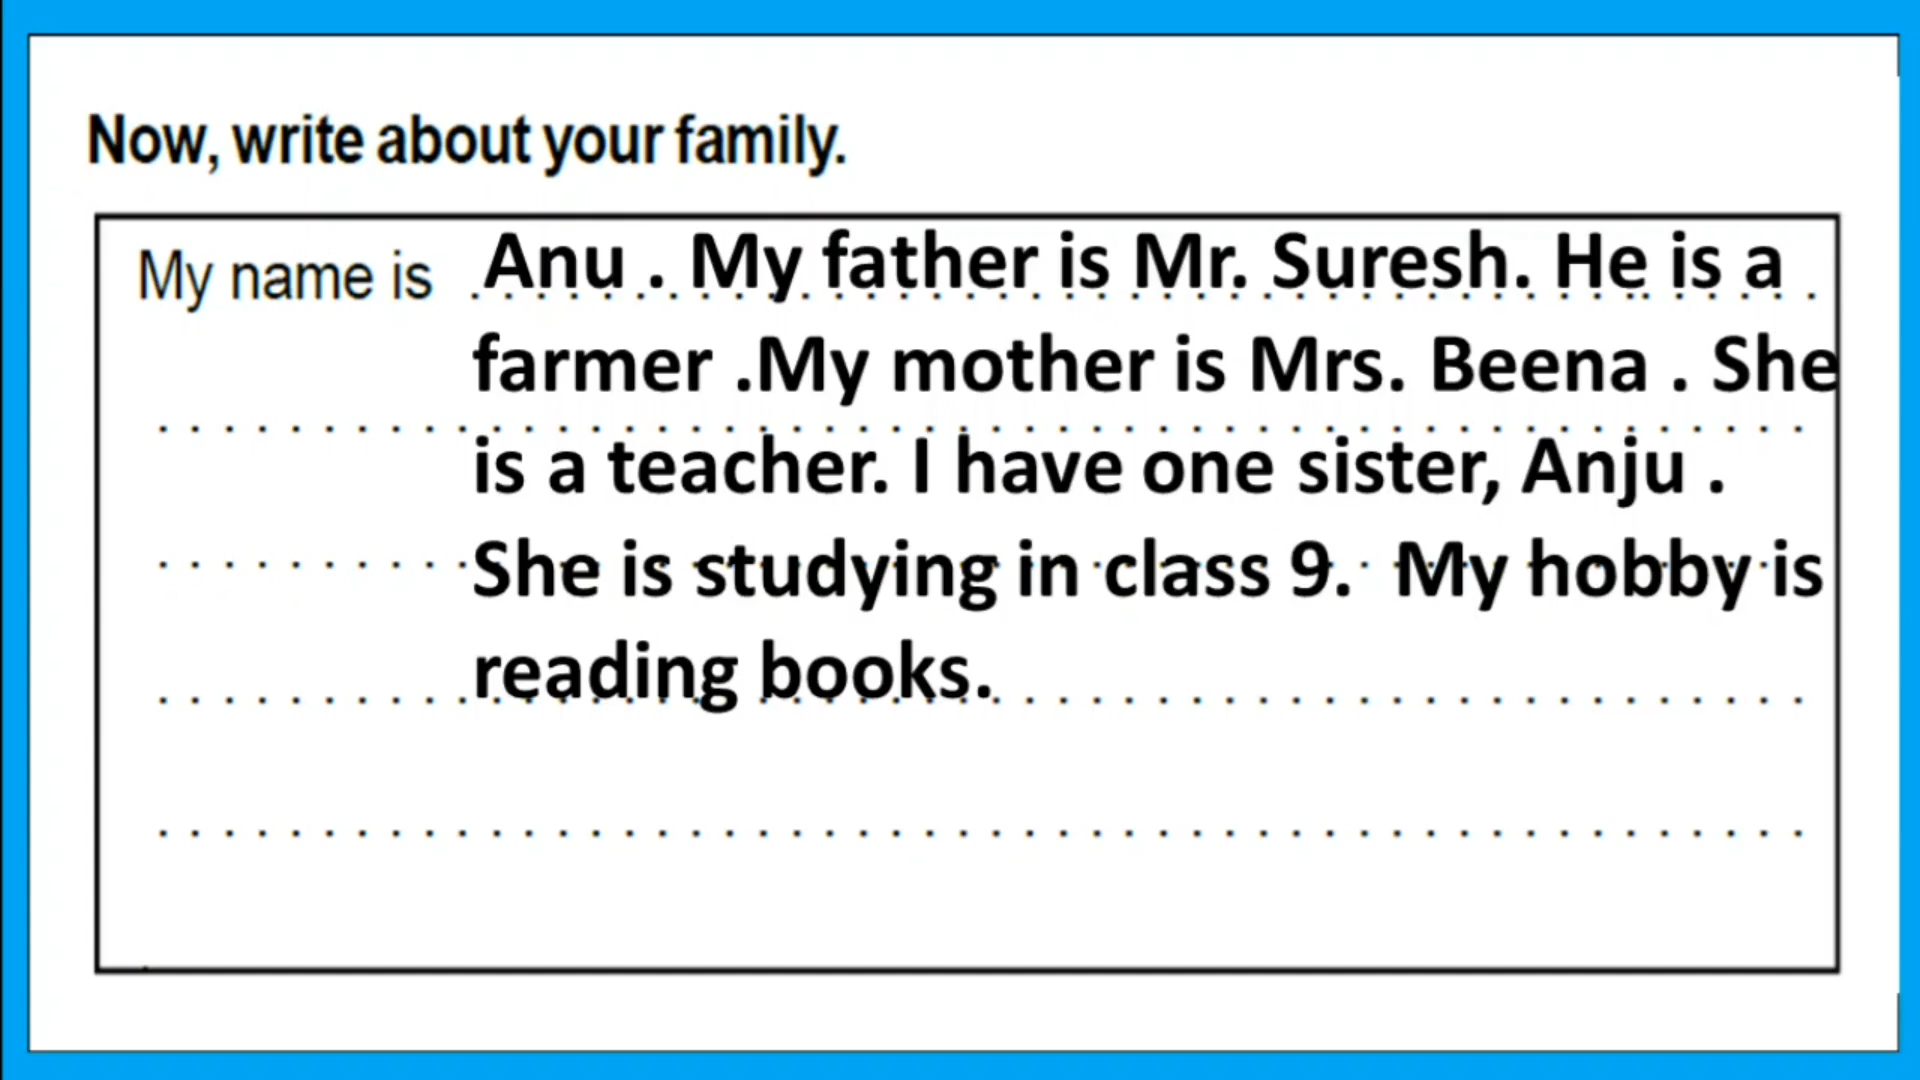 Now, write about your family.
My name is Anu . My father is Mr. Suresh. He is a
farmer .My mother is Mrs. Beena . She
is a teacher. I have one sister, Anju .
She is studying in class 9. My hobby is
reading books.